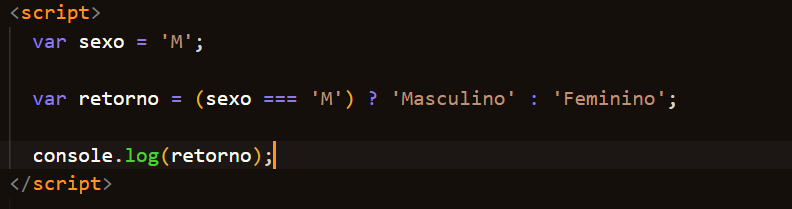 <script>
var sexo = 'M';
var retorno = (sexo === 'M') ? 'Masculino' : 'Feminino';
console.log(retorno);
</script>